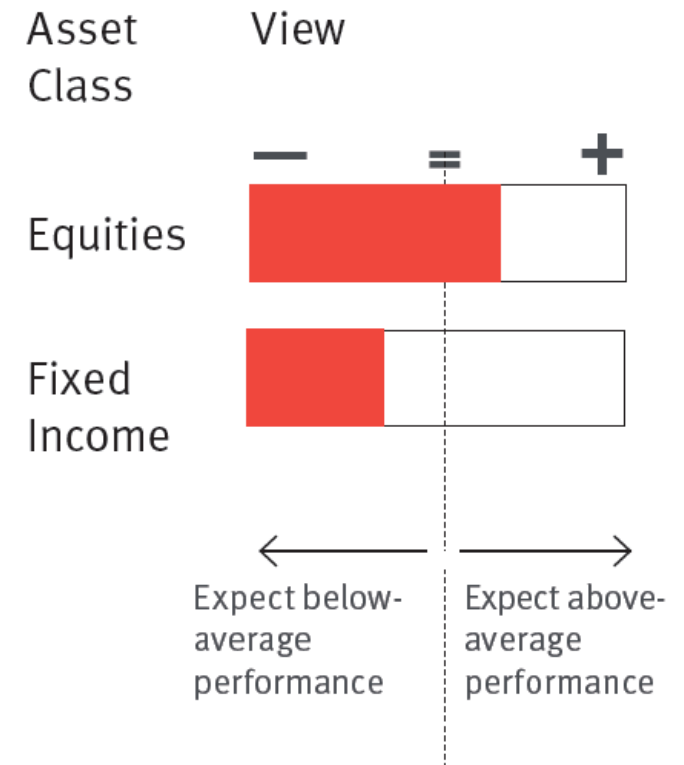 Asset View
Class
− = +
Equities
Fixed
Income
Expect below- Expect above-
average average
performance performance